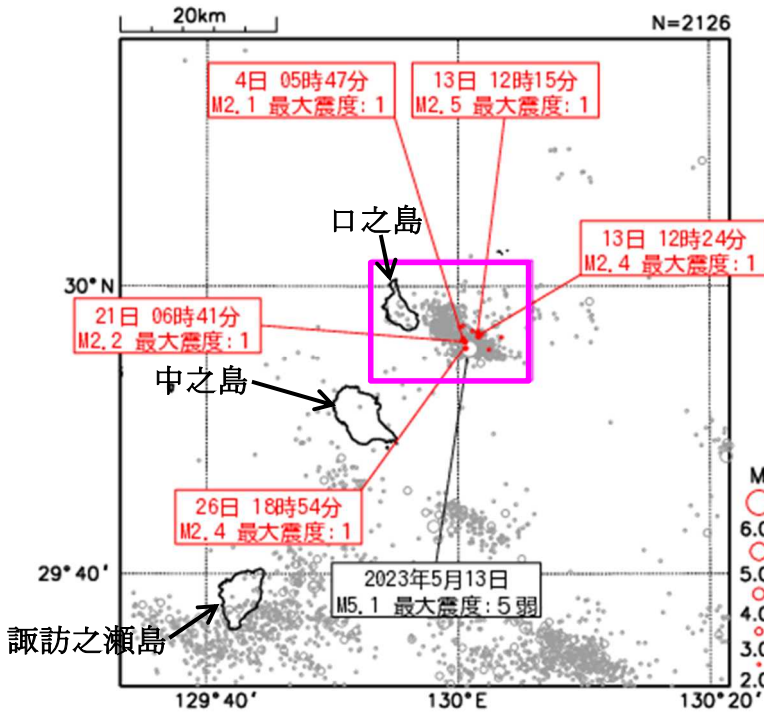 20km
N=2126
4日 05時47分
M2.1 最大震度:1
13日 12時15分
M2.5 最大震度:1
口之島
13日 12時24分
M2.4 最大震度:1
30°N
21日 06時41分
M2.2 最大震度:1
中之島
26日 18時54分
M2.4 最大震度:1
M
6.0
5.0
4.0
3.0
2.0
29°40'
2023年5月13日
M5.1 最大震度:5弱
諏訪之瀬島
129°40'
130°E
130°20'